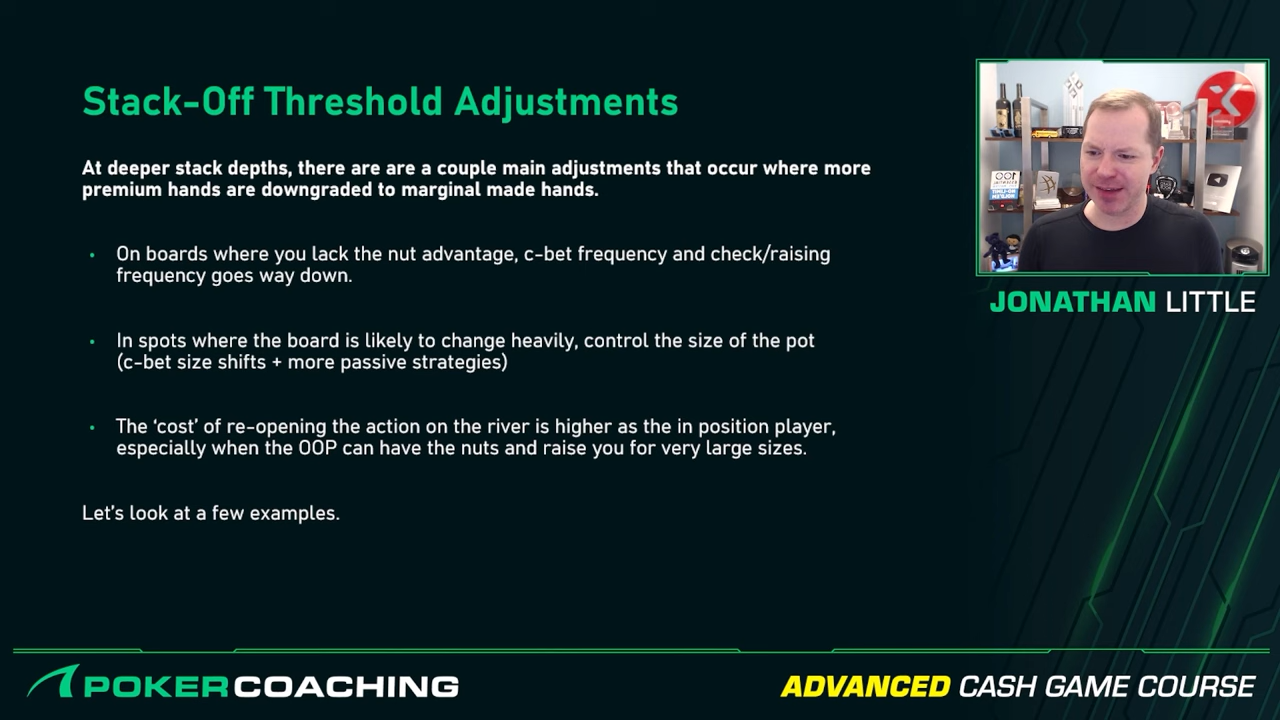 Stack-Off Threshold Adjustments
At deeper stack depths, there are are a couple main adjustments that occur where more
premium hands are downgraded to marginal made hands.
• On boards where you lack the nut advantage, c-bet frequency and check/raising
frequency goes way down.
• In spots where the board is likely to change heavily, control the size of the pot
(c-bet size shifts + more passive strategies)
• The ‘cost’ of re-opening the action on the river is higher as the in position player,
especially when the OOP can have the nuts and raise you for very large sizes.
Let’s look at a few examples.
JONATHAN LITTLE
POKERCOACHING
ADVANCED CASH GAME COURSE